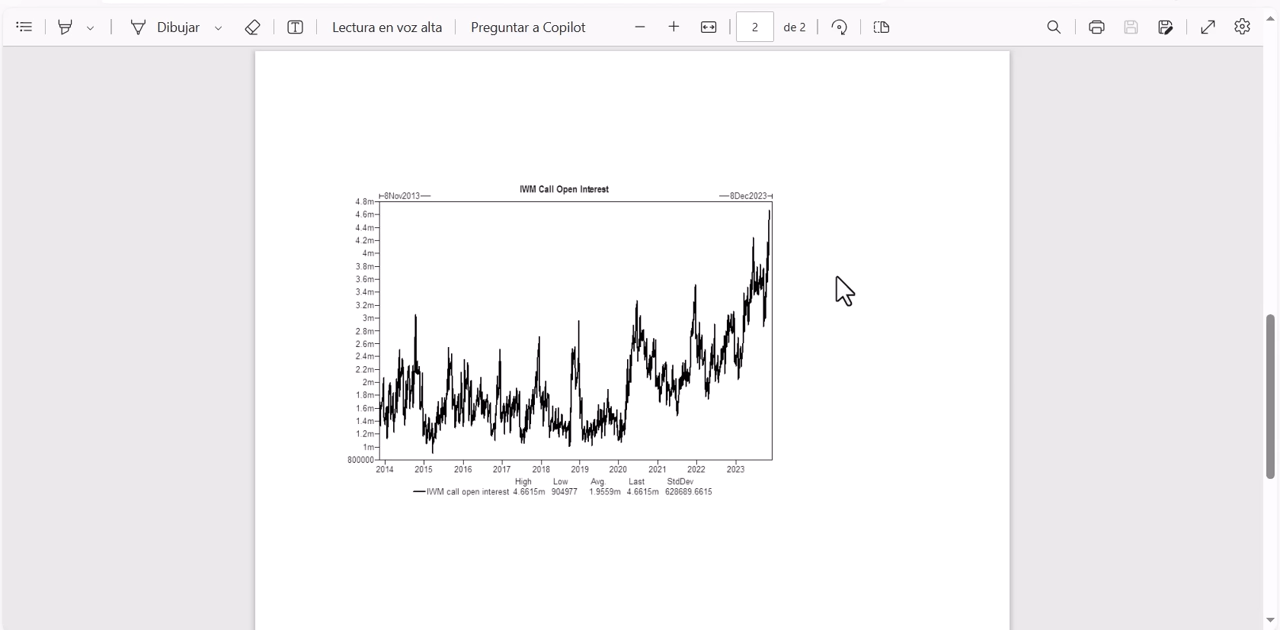 Dibujar Lectura en voz alta Preguntar a Copilot 2 de 2
IWM Call Open Interest
8Nov2013 8Dec2023
4.8m
4.6m
4.4m
4.2m
4m
3.8m
3.6m
3.4m
3.2m
3m
2.8m
2.6m
2.4m
2.2m
2m
1.8m
1.6m
1.4m
1.2m
1m
800000
2014 2015 2016 2017 2018 2019 2020 2021 2022 2023
High Low Avg. Last StdDev
IWM call open interest 4.6615m 904977 1.9559m 4.6615m 628689.6615